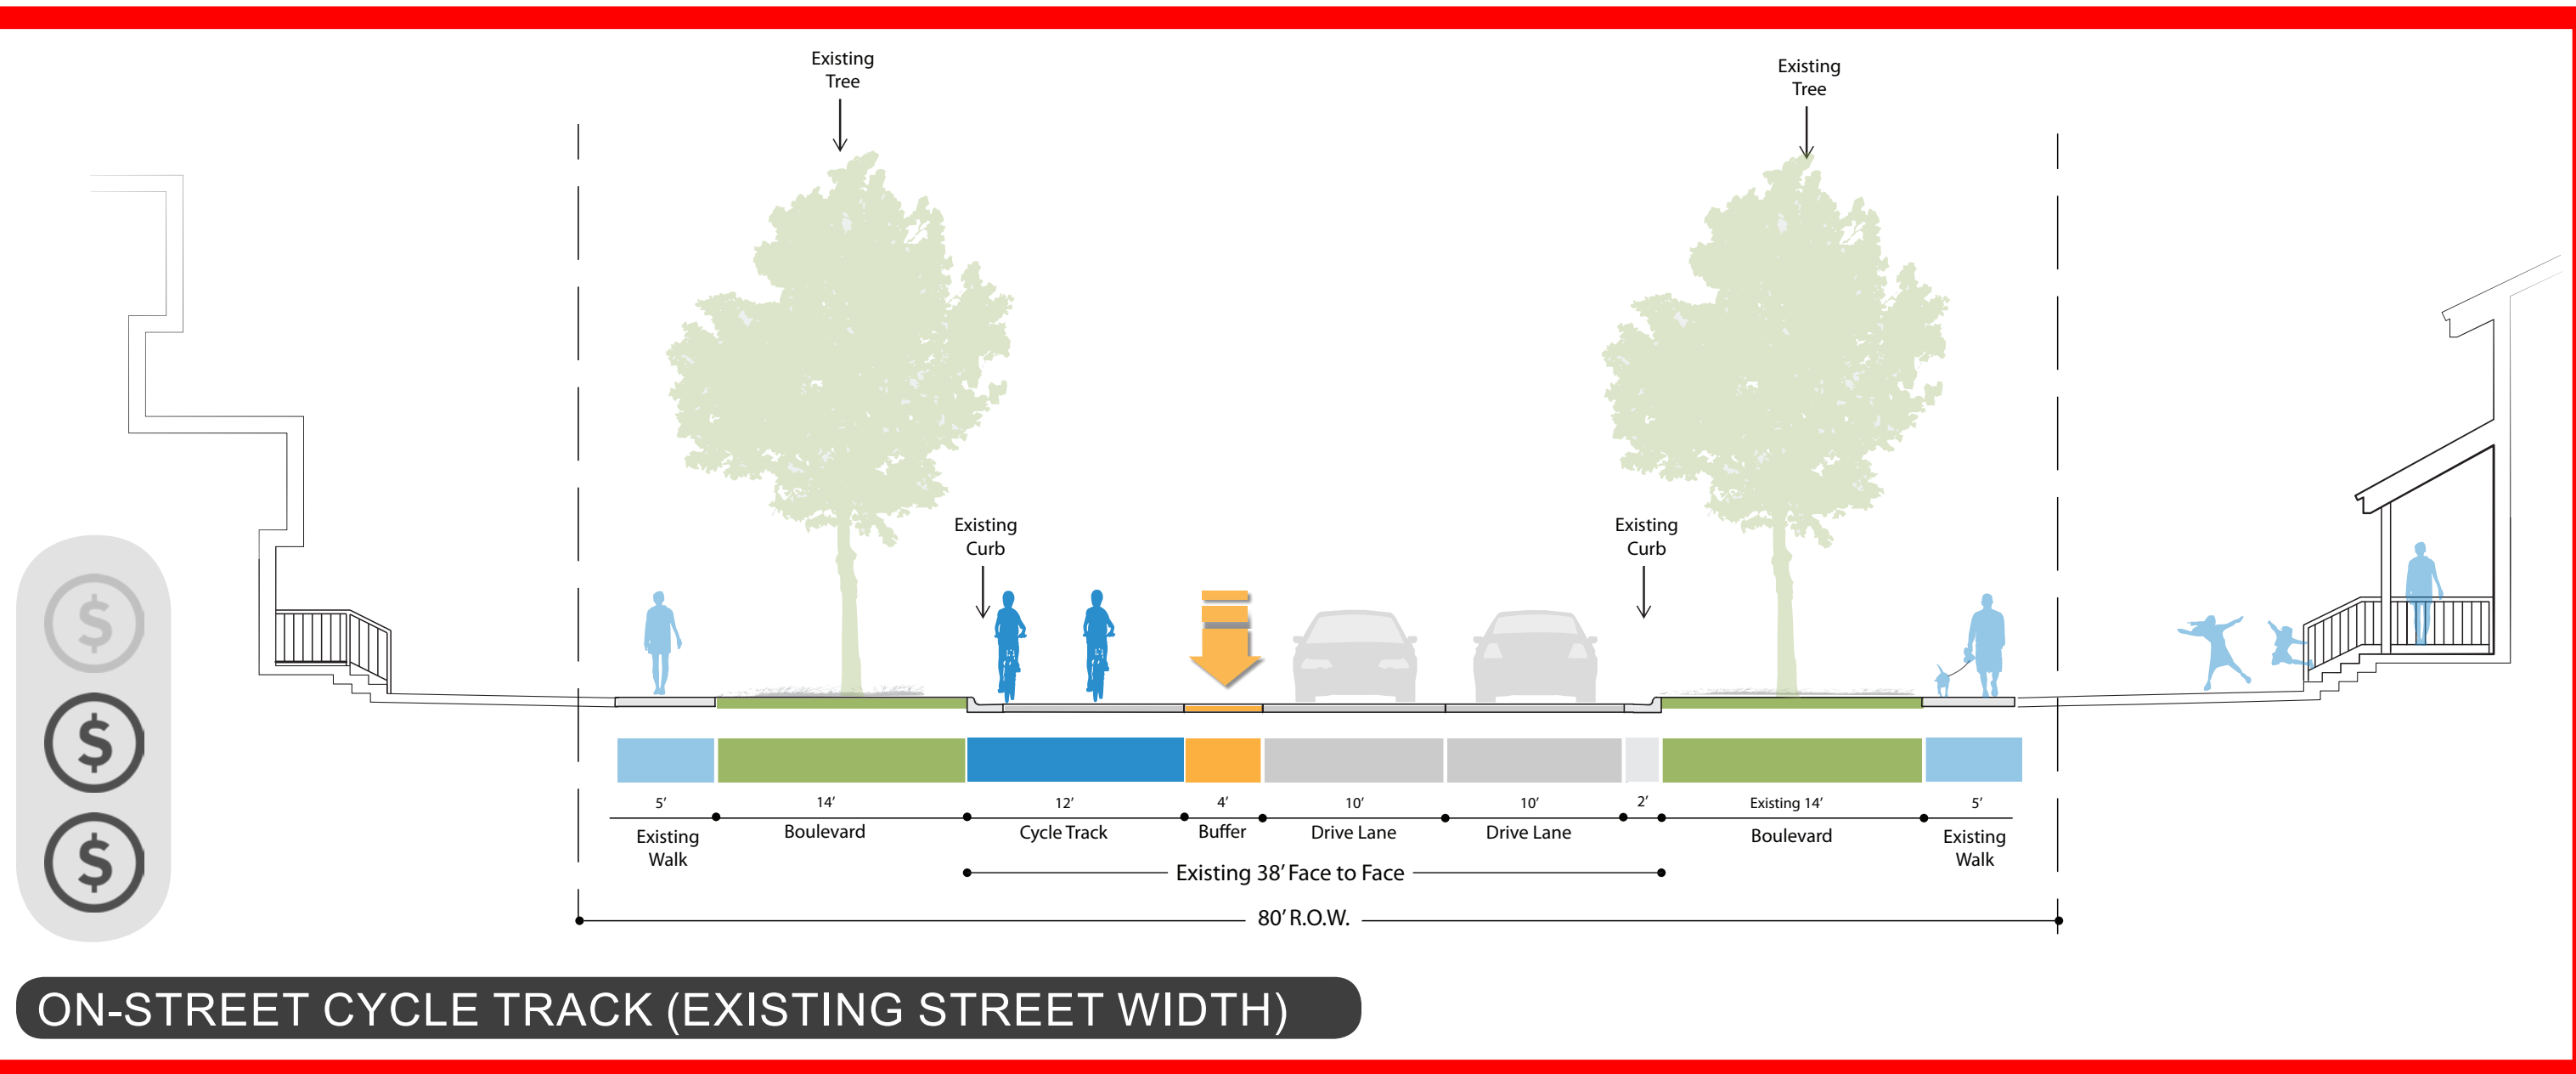 Existing
Tree
Existing
Tree
Existing
Curb
Existing
Curb
$
$
$
5’
14’
12’
4’
10’
10’
2’
Existing 14’
5’
Existing
Walk
Boulevard
Cycle Track
Buffer
Drive Lane
Drive Lane
Boulevard
Existing
Walk
Existing 38’ Face to Face
80’ R.O.W.
ON-STREET CYCLE TRACK (EXISTING STREET WIDTH)